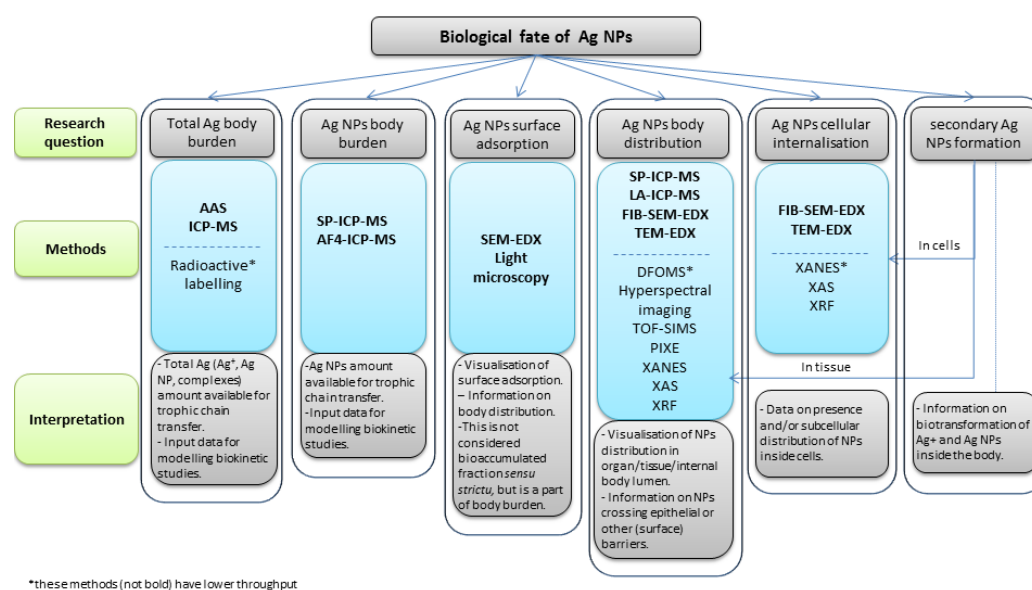 Biological fate of Ag NPs
Research
question
Total Ag body
burden
Ag NPs body
burden
Ag NPs surface
adsorption
Ag NPs body
distribution
Ag NPs cellular
internalisation
secondary Ag
NPs formation
Methods
AAS
ICP-MS
Radioactive*
labelling
SP-ICP-MS
AF4-ICP-MS
SEM-EDX
Light
microscopy
SP-ICP-MS
LA-ICP-MS
FIB-SEM-EDX
TEM-EDX
DFOMS*
Hyperspectral
imaging
TOF-SIMS
PIXE
XANES
XAS
XRF
FIB-SEM-EDX
TEM-EDX
XANES*
XAS
XRF
In cells
In tissue
Interpretation
- Total Ag (Ag⁺, Ag
NP, complexes)
amount available for
trophic chain
transfer.
- Input data for
modelling biokinetic
studies.
-Ag NPs amount
available for trophic
chain transfer.
-Input data for
modelling biokinetic
studies.
-Visualisation of
surface adsorption.
– Information on
body distribution.
-This is not
considered
bioaccumulated
fraction sensu
strictu, but is a part
of body burden.
- Visualisation of NPs
distribution in
organ/tissue/internal
body lumen.
- Information on NPs
crossing epithelial or
other (surface)
barriers.
- Data on presence
and/or subcellular
distribution of NPs
inside cells.
- Information on
biotransformation of
Ag+ and Ag NPs
inside the body.
*these methods (not bold) have lower throughput